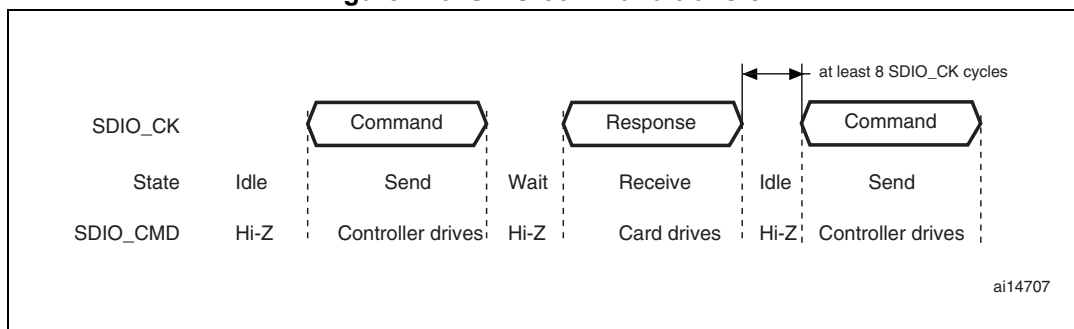 at least 8 SDIO_CK cycles
SDIO_CK Command Response Command
State Idle Send Wait Receive Idle Send
SDIO_CMD Hi-Z Controller drives Hi-Z Card drives Hi-Z Controller drives
ai14707